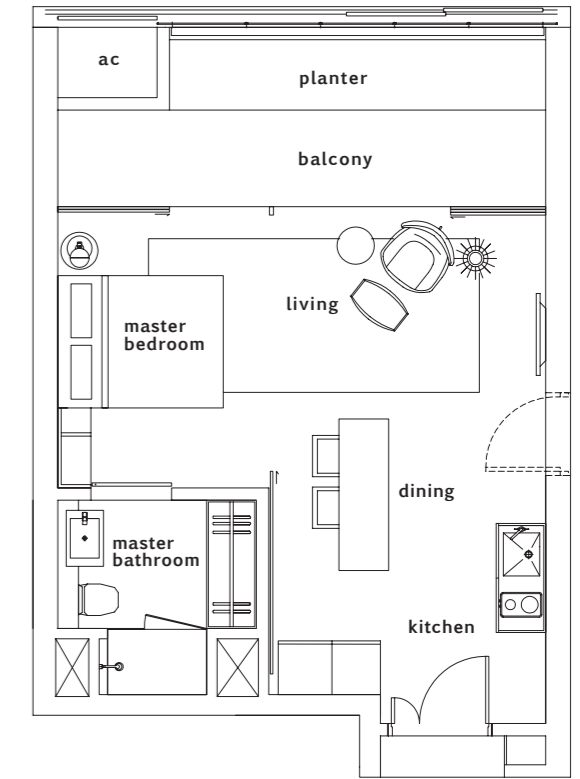 ac
planter
balcony
living
master
bedroom
dining
master
bathroom
kitchen